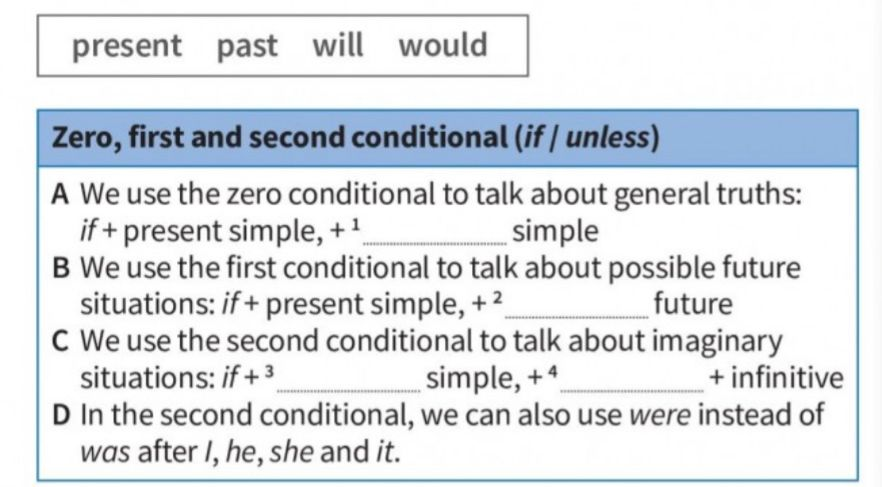 present past will would
Zero, first and second conditional (if / unless)
A We use the zero conditional to talk about general truths:
if + present simple, + ¹ simple
B We use the first conditional to talk about possible future
situations: if + present simple, + ² future
C We use the second conditional to talk about imaginary
situations: if + ³ simple, + ⁴ + infinitive
D In the second conditional, we can also use were instead of
was after I, he, she and it.